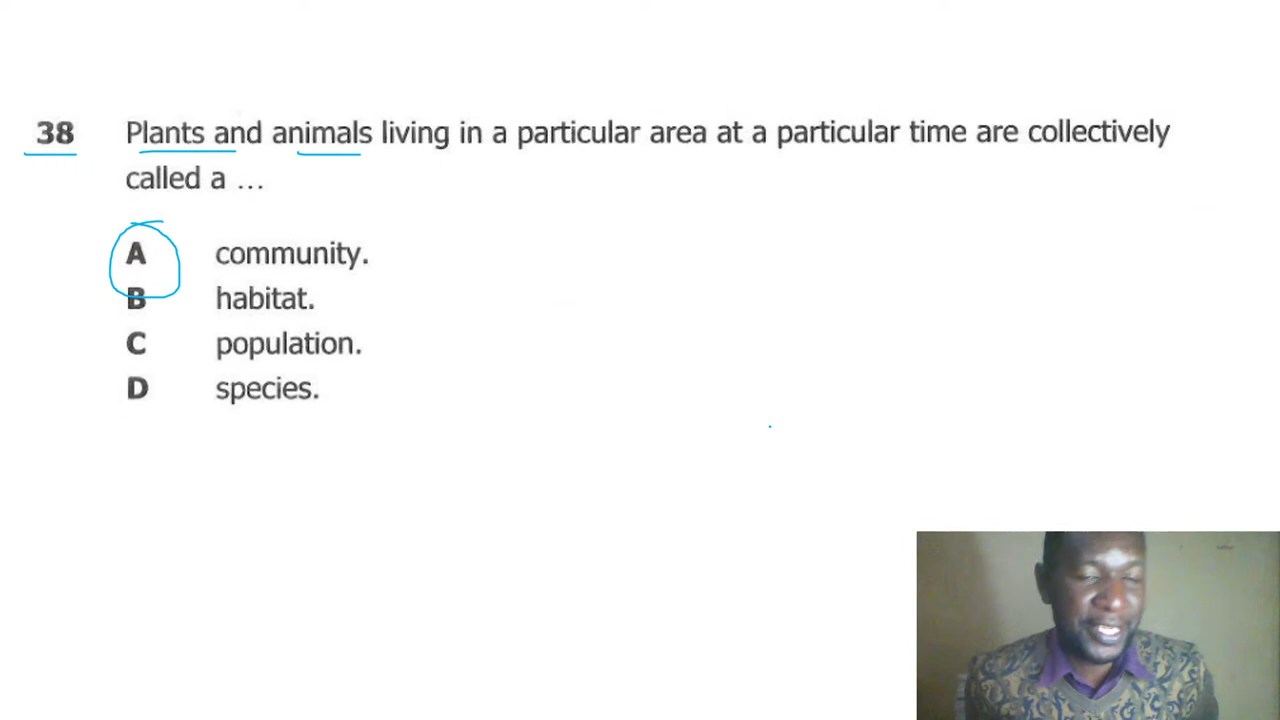 38 Plants and animals living in a particular area at a particular time are collectively
called a ...
A community.
B habitat.
C population.
D species.